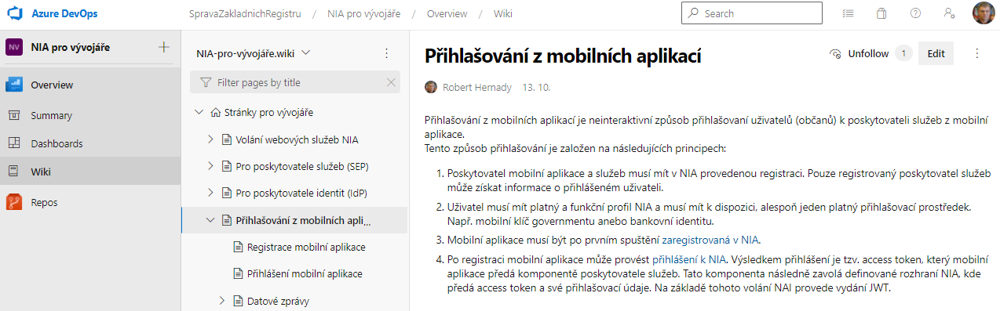 Azure DevOps
SpravaZakladnichRegistru / NIA pro vývojáře / Overview / Wiki
Search
NV NIA pro vývojáře
Overview
Summary
Dashboards
Wiki
Repos
NIA-pro-vývojáře.wiki
Filter pages by title
Stránky pro vývojáře
Volání webových služeb NIA
Pro poskytovatele služeb (SEP)
Pro poskytovatele identit (IdP)
Přihlašování z mobilních apli...
Registrace mobilní aplikace
Přihlášení mobilní aplikace
Datové zprávy
Přihlašování z mobilních aplikací
Unfollow 1 Edit
Robert Hernady 13. 10.
Přihlašování z mobilních aplikací je neinteraktivní způsob přihlašovaní uživatelů (občanů) k poskytovateli služeb z mobilní
aplikace.
Tento způsob přihlašování je založen na následujících principech:
1. Poskytovatel mobilní aplikace a služeb musí mít v NIA provedenou registraci. Pouze registrovaný poskytovatel služeb
může získat informace o přihlášeném uživateli.
2. Uživatel musí mít platný a funkční profil NIA a musí mít k dispozici, alespoň jeden platný přihlašovací prostředek.
Např. mobilní klíč governmentu anebo bankovní identitu.
3. Mobilní aplikace musí být po prvním spuštění zaregistrovaná v NIA.
4. Po registraci mobilní aplikace může provést přihlášení k NIA. Výsledkem přihlášení je tzv. access token, který mobilní
aplikace předá komponentě poskytovatele služeb. Tato komponenta následně zavolá definované rozhraní NIA, kde
předá access token a své přihlašovací údaje. Na základě tohoto volání NAI provede vydání JWT.